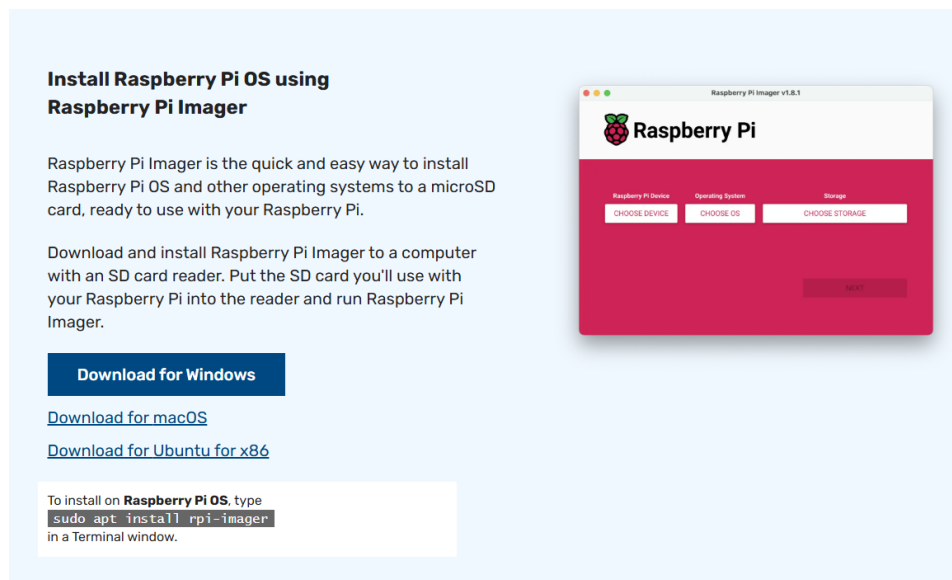 Install Raspberry Pi OS using
Raspberry Pi Imager
Raspberry Pi Imager is the quick and easy way to install
Raspberry Pi OS and other operating systems to a microSD
card, ready to use with your Raspberry Pi.
Download and install Raspberry Pi Imager to a computer
with an SD card reader. Put the SD card you'll use with
your Raspberry Pi into the reader and run Raspberry Pi
Imager.
Download for Windows
Download for macOS
Download for Ubuntu for x86
To install on Raspberry Pi OS, type
sudo apt install rpi-imager
in a Terminal window.
Raspberry Pi Imager v1.8.1
Raspberry Pi
Raspberry Pi Device Operating System Storage
CHOOSE DEVICE CHOOSE OS CHOOSE STORAGE
NEXT